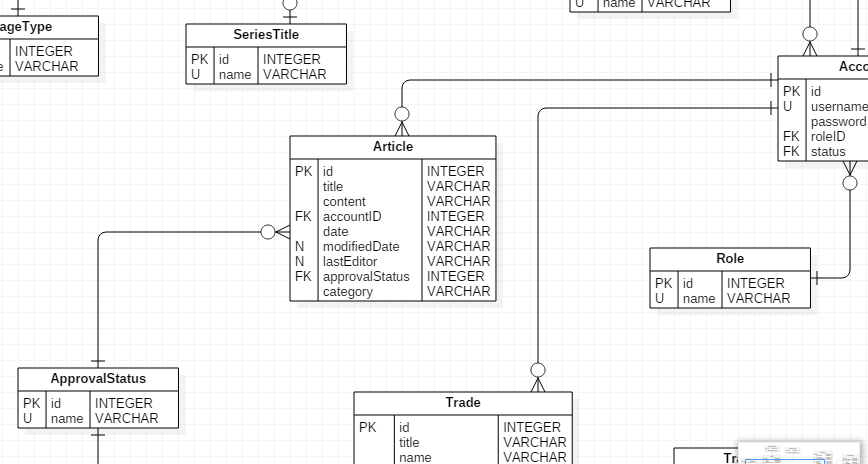 U name VARCHAR
ageType
INTEGER
VARCHAR
SeriesTitle
PK id INTEGER
U name VARCHAR
Acco
PK id
U username
password
FK roleID
FK status
Article
PK id INTEGER
title VARCHAR
content VARCHAR
FK accountID INTEGER
date VARCHAR
N modifiedDate VARCHAR
N lastEditor VARCHAR
FK approvalStatus INTEGER
category VARCHAR
Role
PK id INTEGER
U name VARCHAR
ApprovalStatus
PK id INTEGER
U name VARCHAR
Trade
PK id INTEGER
title VARCHAR
name VARCHAR